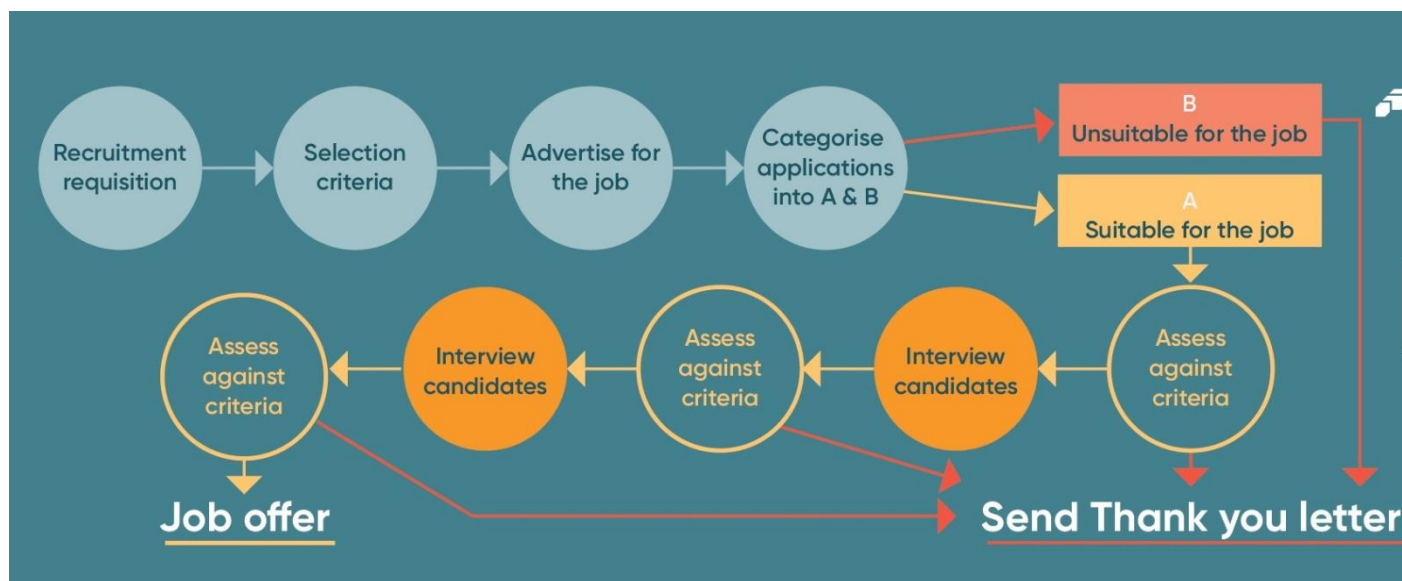 Recruitment
requisition
Selection
criteria
Advertise for
the job
Categorise
applications
into A & B
B
Unsuitable for the job
A
Suitable for the job
Assess
against
criteria
Interview
candidates
Assess
against
criteria
Interview
candidates
Assess
against
criteria
Job offer
Send Thank you letter